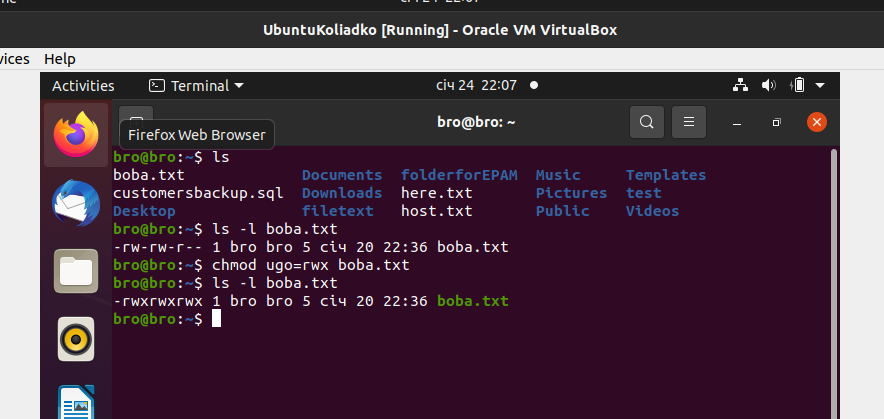 січ 24 22:07
UbuntuKoliadko [Running] - Oracle VM VirtualBox
vices Help
Activities Terminal січ 24 22:07
bro@bro: ~
Firefox Web Browser
bro@bro:~$ ls
boba.txt Documents folderforEPAM Music Templates
customersbackup.sql Downloads here.txt Pictures test
Desktop filetext host.txt Public Videos
bro@bro:~$ ls -l boba.txt
-rw-rw-r-- 1 bro bro 5 січ 20 22:36 boba.txt
bro@bro:~$ chmod ugo=rwx boba.txt
bro@bro:~$ ls -l boba.txt
-rwxrwxrwx 1 bro bro 5 січ 20 22:36 boba.txt
bro@bro:~$